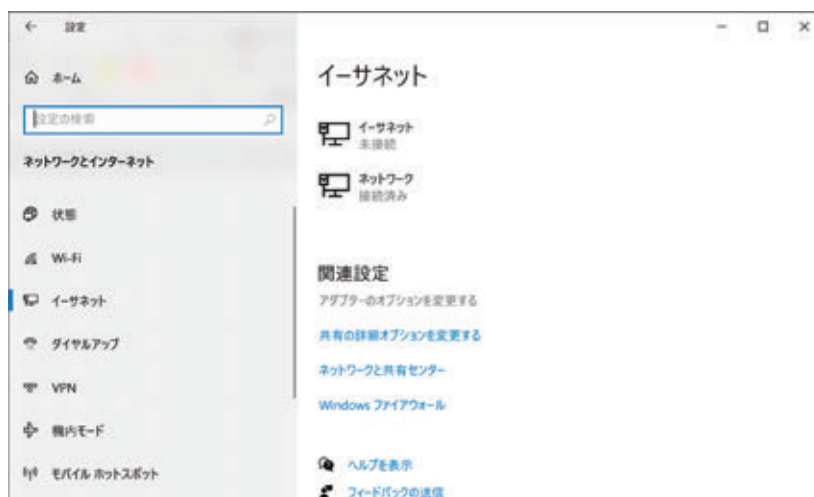 設定
ホーム
設定の検索
ネットワークとインターネット
状態
Wi-Fi
イーサネット
ダイヤルアップ
VPN
機内モード
モバイル ホットスポット
イーサネット
イーサネット
未接続
ネットワーク
接続済み
関連設定
アダプターのオプションを変更する
共有の詳細オプションを変更する
ネットワークと共有センター
Windows ファイアウォール
ヘルプを表示
フィードバックの送信